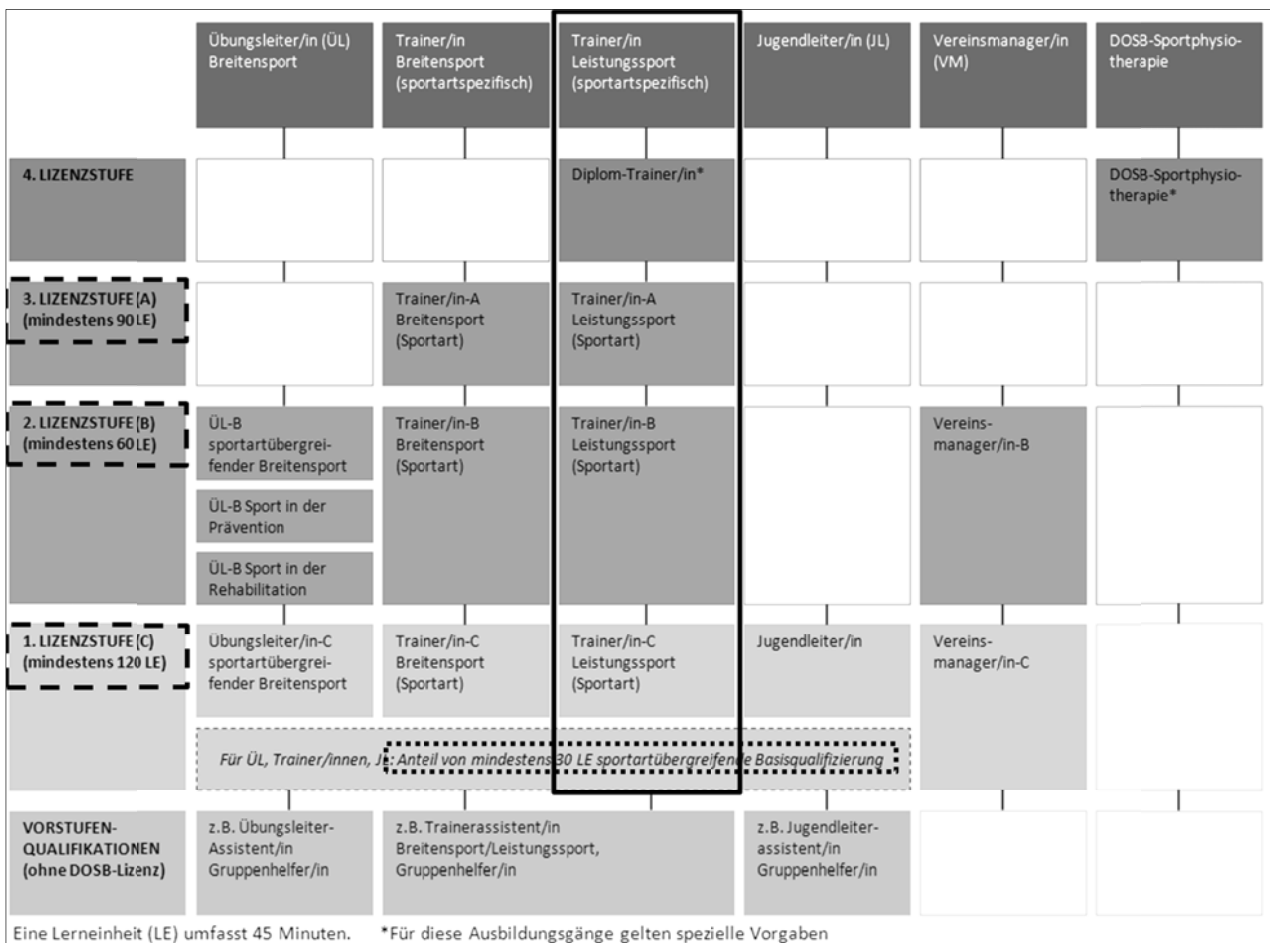 Übungsleiter/in (ÜL)
Breitensport
Trainer/in
Breitensport
(sportartspezifisch)
Trainer/in
Leistungssport
(sportartspezifisch)
Jugendleiter/in (JL)
Vereinsmanager/in
(VM)
DOSB-Sportphysio-
therapie
4. LIZENZSTUFE
Diplom-Trainer/in*
DOSB-Sportphysio-
therapie*
3. LIZENZSTUFE (A)
(mindestens 90 LE)
Trainer/in-A
Breitensport
(Sportart)
Trainer/in-A
Leistungssport
(Sportart)
2. LIZENZSTUFE (B)
(mindestens 60 LE)
ÜL-B
sportartübergrei-
fender Breitensport
ÜL-B Sport in der
Prävention
ÜL-B Sport in der
Rehabilitation
Trainer/in-B
Breitensport
(Sportart)
Trainer/in-B
Leistungssport
(Sportart)
Vereins-
manager/in-B
1. LIZENZSTUFE (C)
(mindestens 120 LE)
Übungsleiter/in-C
sportartübergrei-
fender Breitensport
Trainer/in-C
Breitensport
(Sportart)
Trainer/in-C
Leistungssport
(Sportart)
Jugendleiter/in
Vereins-
manager/in-C
Für ÜL, Trainer/innen, JL: Anteil von mindestens 30 LE sportartübergreifende Basisqualifizierung
VORSTUFEN-
QUALIFIKATIONEN
(ohne DOSB-Lizenz)
z.B. Übungsleiter-
Assistent/in
Gruppenhelfer/in
z.B. Trainerassistent/in
Breitensport/Leistungssport,
Gruppenhelfer/in
z.B. Jugendleiter-
assistent/in
Gruppenhelfer/in
Eine Lerneinheit (LE) umfasst 45 Minuten. *Für diese Ausbildungsgänge gelten spezielle Vorgaben